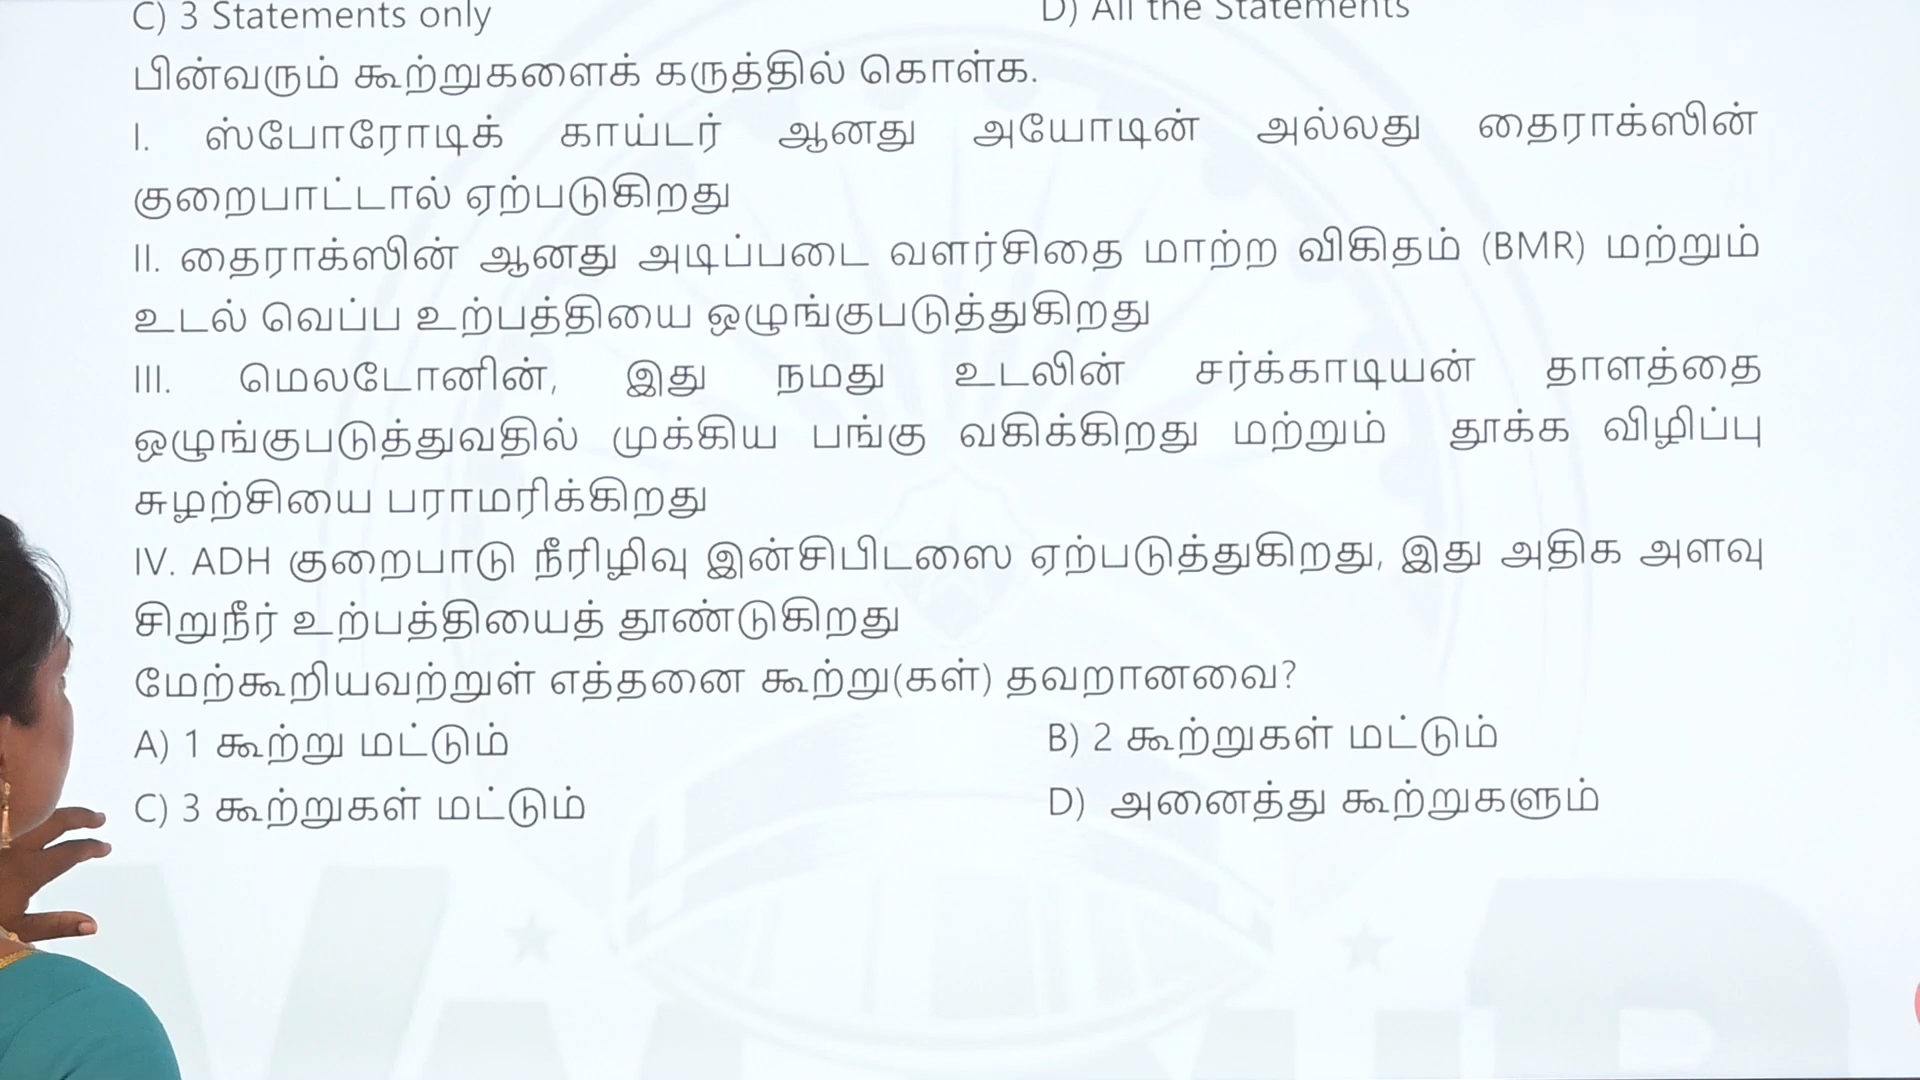 C) 3 Statements only D) All the Statements
பின்வரும் கூற்றுகளைக் கருத்தில் கொள்க.
I. ஸ்போரோடிக் காய்டர் ஆனது அயோடின் அல்லது தைராக்ஸின்
குறைபாட்டால் ஏற்படுகிறது
II. தைராக்ஸின் ஆனது அடிப்படை வளர்சிதை மாற்ற விகிதம் (BMR) மற்றும்
உடல் வெப்ப உற்பத்தியை ஒழுங்குபடுத்துகிறது
III. மெலடோனின், இது நமது உடலின் சர்க்காடியன் தாளத்தை
ஒழுங்குபடுத்துவதில் முக்கிய பங்கு வகிக்கிறது மற்றும் தூக்க விழிப்பு
சுழற்சியை பராமரிக்கிறது
IV. ADH குறைபாடு நீரிழிவு இன்சிபிடஸை ஏற்படுத்துகிறது, இது அதிக அளவு
சிறுநீர் உற்பத்தியைத் தூண்டுகிறது
மேற்கூறியவற்றுள் எத்தனை கூற்று(கள்) தவறானவை?
A) 1 கூற்று மட்டும் B) 2 கூற்றுகள் மட்டும்
C) 3 கூற்றுகள் மட்டும் D) அனைத்து கூற்றுகளும்